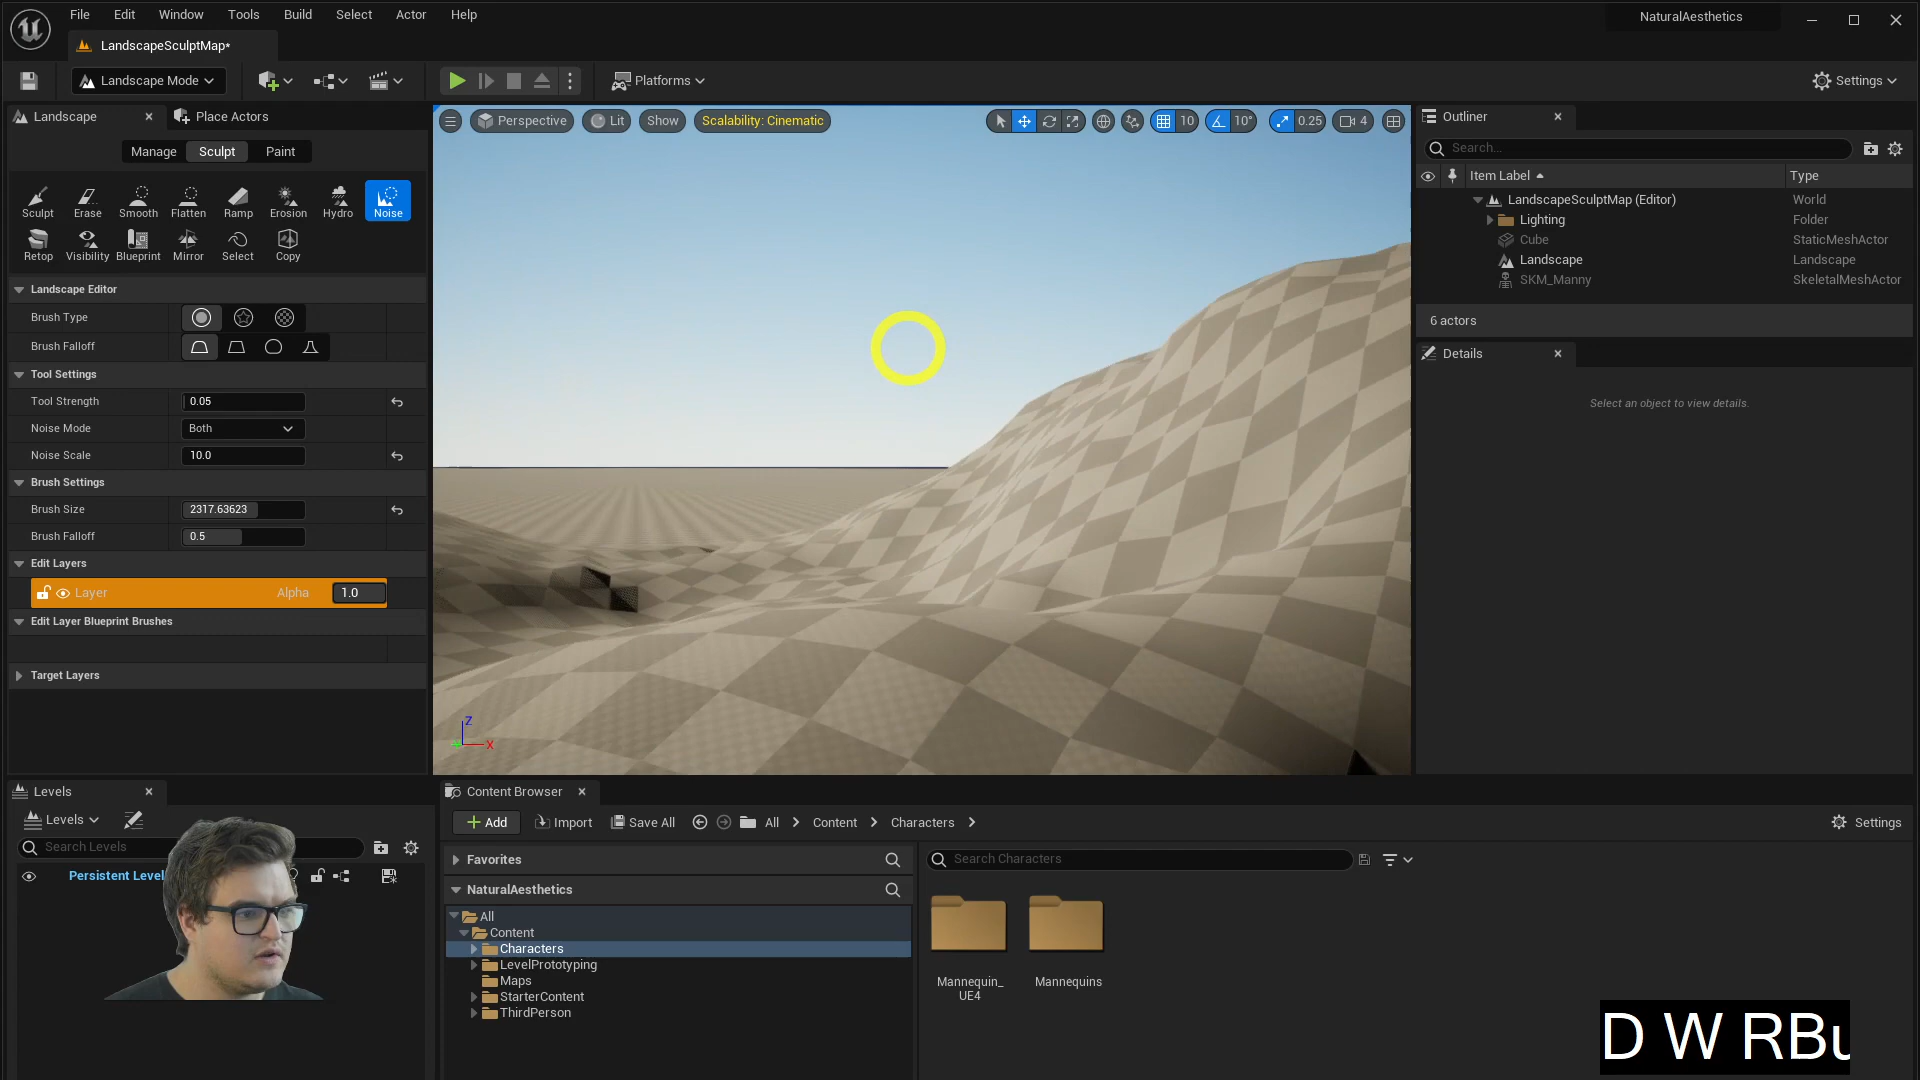 File Edit Window Tools Build Select Actor Help
NaturalAesthetics
LandscapeSculptMap*
Landscape Mode
Platforms
Settings
Landscape
Place Actors
Manage Sculpt Paint
Sculpt Erase Smooth Flatten Ramp Erosion Hydro Noise
Retop Visibility Blueprint Mirror Select Copy
Landscape Editor
Brush Type
Brush Falloff
Tool Settings
Tool Strength 0.05
Noise Mode Both
Noise Scale 10.0
Brush Settings
Brush Size 2317.63623
Brush Falloff 0.5
Edit Layers
Layer Alpha 1.0
Edit Layer Blueprint Brushes
Target Layers
Perspective Lit Show Scalability: Cinematic 10 10° 0.25 4
Z
X
Outliner
Search...
Item Label Type
LandscapeSculptMap (Editor) World
Lighting Folder
Cube StaticMeshActor
Landscape Landscape
SKM_Manny SkeletalMeshActor
6 actors
Details
Select an object to view details.
Levels
Levels
Search Levels
Persistent Level
Content Browser
Add Import Save All All Content Characters Settings
Favorites
NaturalAesthetics
All
Content
Characters
LevelPrototyping
Maps
StarterContent
ThirdPerson
Search Characters
Mannequin_
UE4
Mannequins
D W RBu